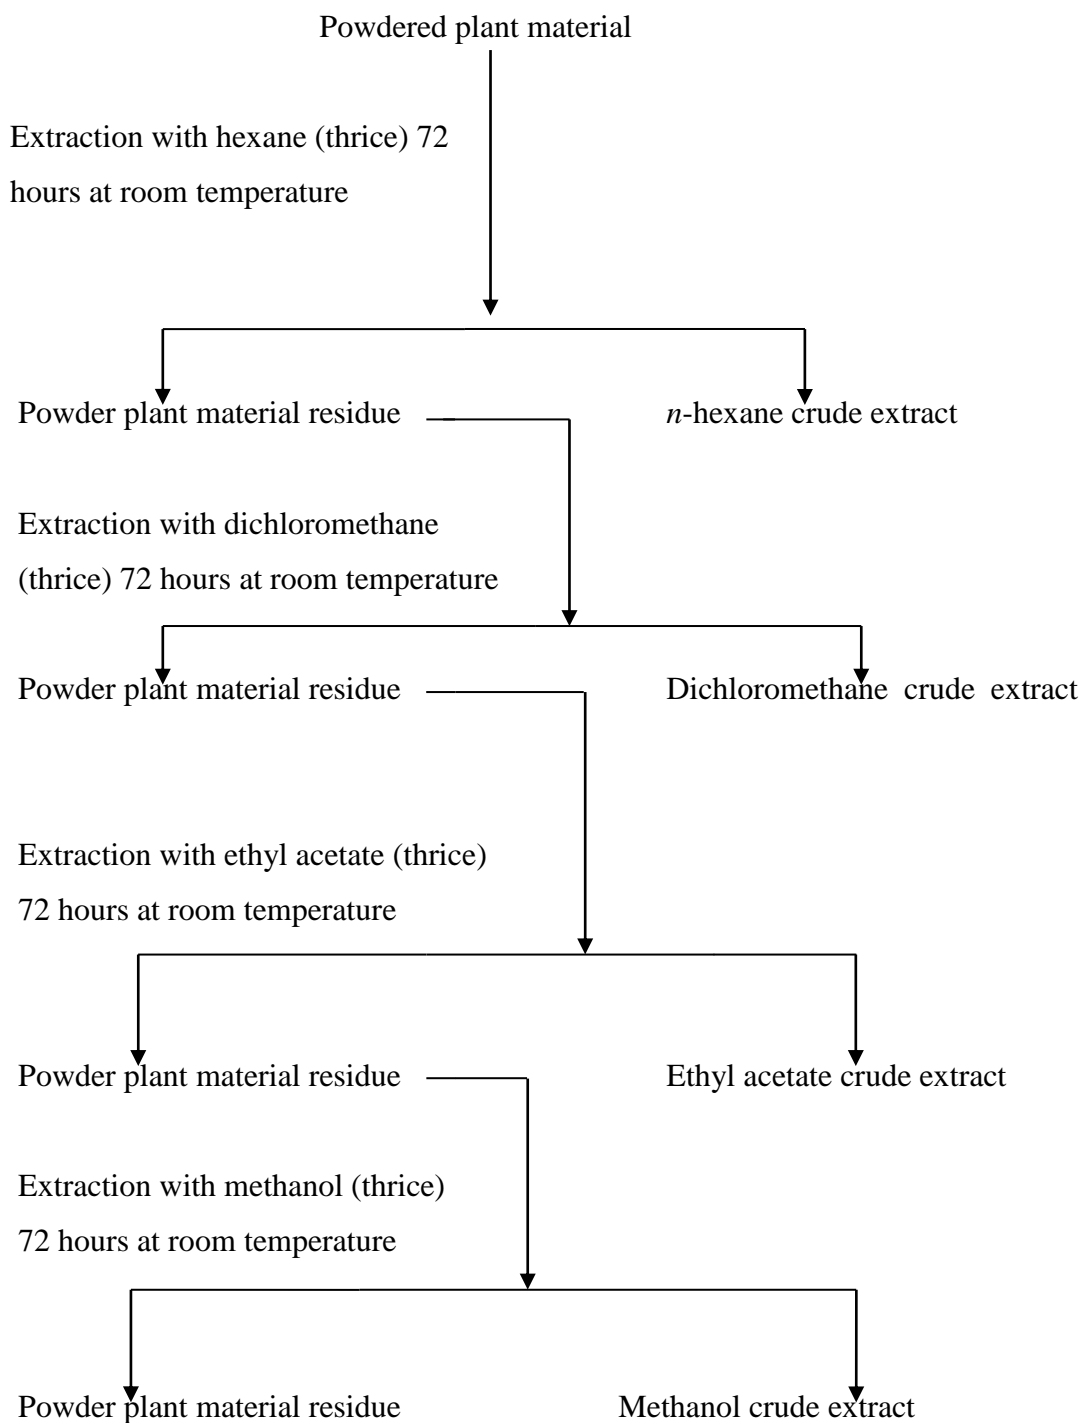 Powdered plant material
Extraction with hexane (thrice) 72
hours at room temperature
Powder plant material residue
n-hexane crude extract
Extraction with dichloromethane
(thrice) 72 hours at room temperature
Powder plant material residue
Dichloromethane crude extract
Extraction with ethyl acetate (thrice)
72 hours at room temperature
Powder plant material residue
Ethyl acetate crude extract
Extraction with methanol (thrice)
72 hours at room temperature
Powder plant material residue
Methanol crude extract